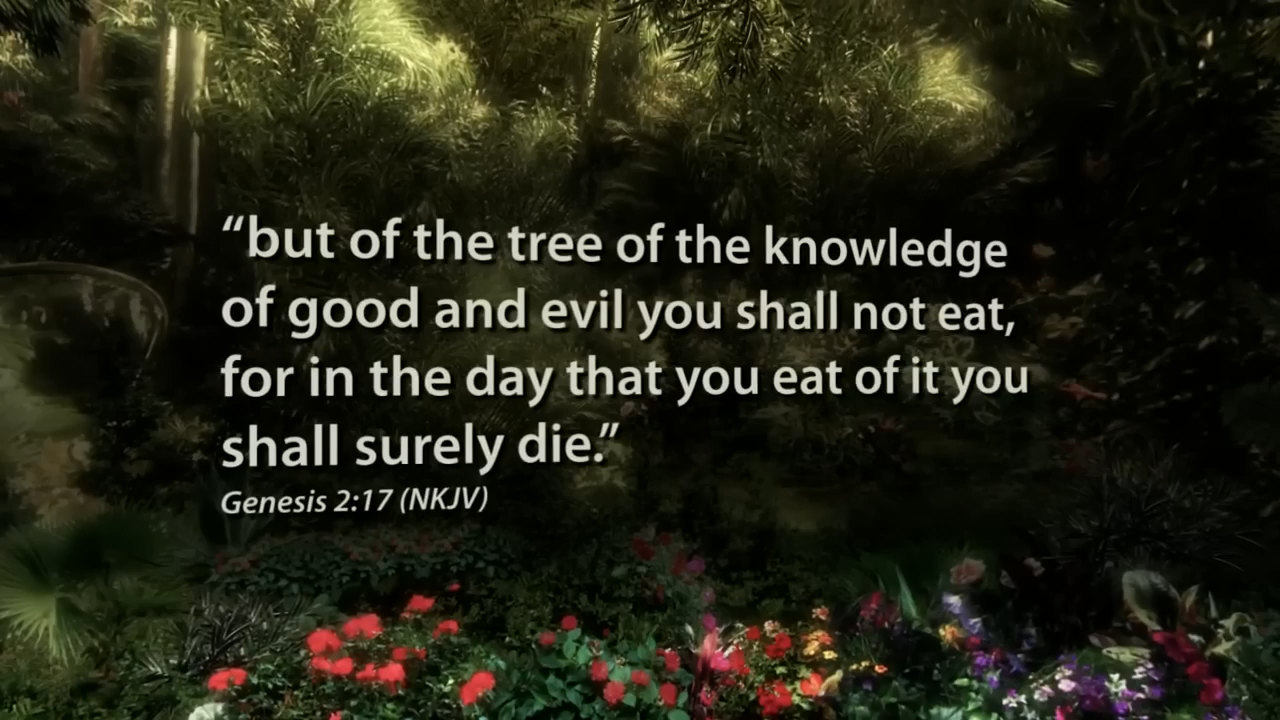 “but of the tree of the knowledge
of good and evil you shall not eat,
for in the day that you eat of it you
shall surely die.”
Genesis 2:17 (NKJV)